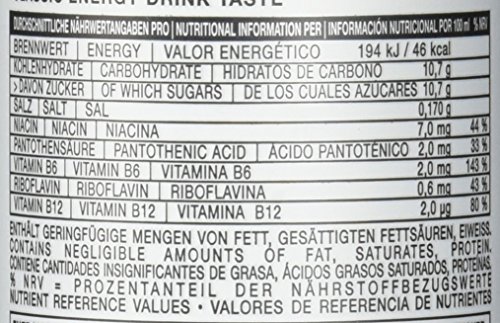 CLASSIC ENERGY DRINK TASTE
DURCHSCHNITTLICHE NÄHRWERTANGABEN PRO | NUTRITIONAL INFORMATION PER | INFORMACIÓN NUTRICIONAL POR 100 ml % NRV
BRENNWERT | ENERGY | VALOR ENERGÉTICO 194 kJ / 46 kcal
KOHLENHYDRATE | CARBOHYDRATE | HIDRATOS DE CARBONO 10,7 g
> DAVON ZUCKER | OF WHICH SUGARS | DE LOS CUALES AZÚCARES 10,7 g
SALZ | SALT | SAL 0,170 g
NIACIN | NIACIN | NIACINA 7,0 mg 44 %
PANTOTHENSÄURE | PANTOTHENIC ACID | ÁCIDO PANTOTÉNICO 2,0 mg 33 %
VITAMIN B6 | VITAMIN B6 | VITAMINA B6 2,0 mg 143 %
RIBOFLAVIN | RIBOFLAVIN | RIBOFLAVINA 0,6 mg 43 %
VITAMIN B12 | VITAMIN B12 | VITAMINA B12 2,0 µg 80 %
ENTHÄLT GERINGFÜGIGE MENGEN VON FETT, GESÄTTIGTEN FETTSÄUREN, EIWEISS.
CONTAINS NEGLIGIBLE AMOUNTS OF FAT, SATURATES, PROTEIN.
CONTIENE CANTIDADES INSIGNIFICANTES DE GRASA, ÁCIDOS GRASOS SATURADOS, PROTEÍNAS.
% NRV = PROZENTANTEIL DER NÄHRSTOFFBEZUGSWERTE
NUTRIENT REFERENCE VALUES • VALORES DE REFERENCIA DE NUTRIENTES